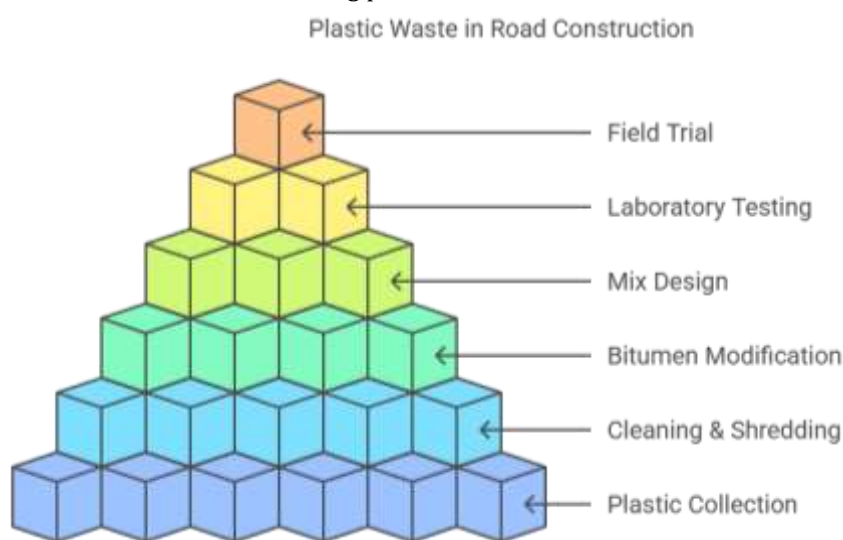 Plastic Waste in Road Construction
Field Trial
Laboratory Testing
Mix Design
Bitumen Modification
Cleaning & Shredding
Plastic Collection